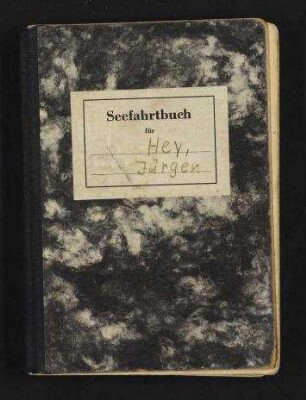 Seefahrtbuch
für
Hey,
Jürgen